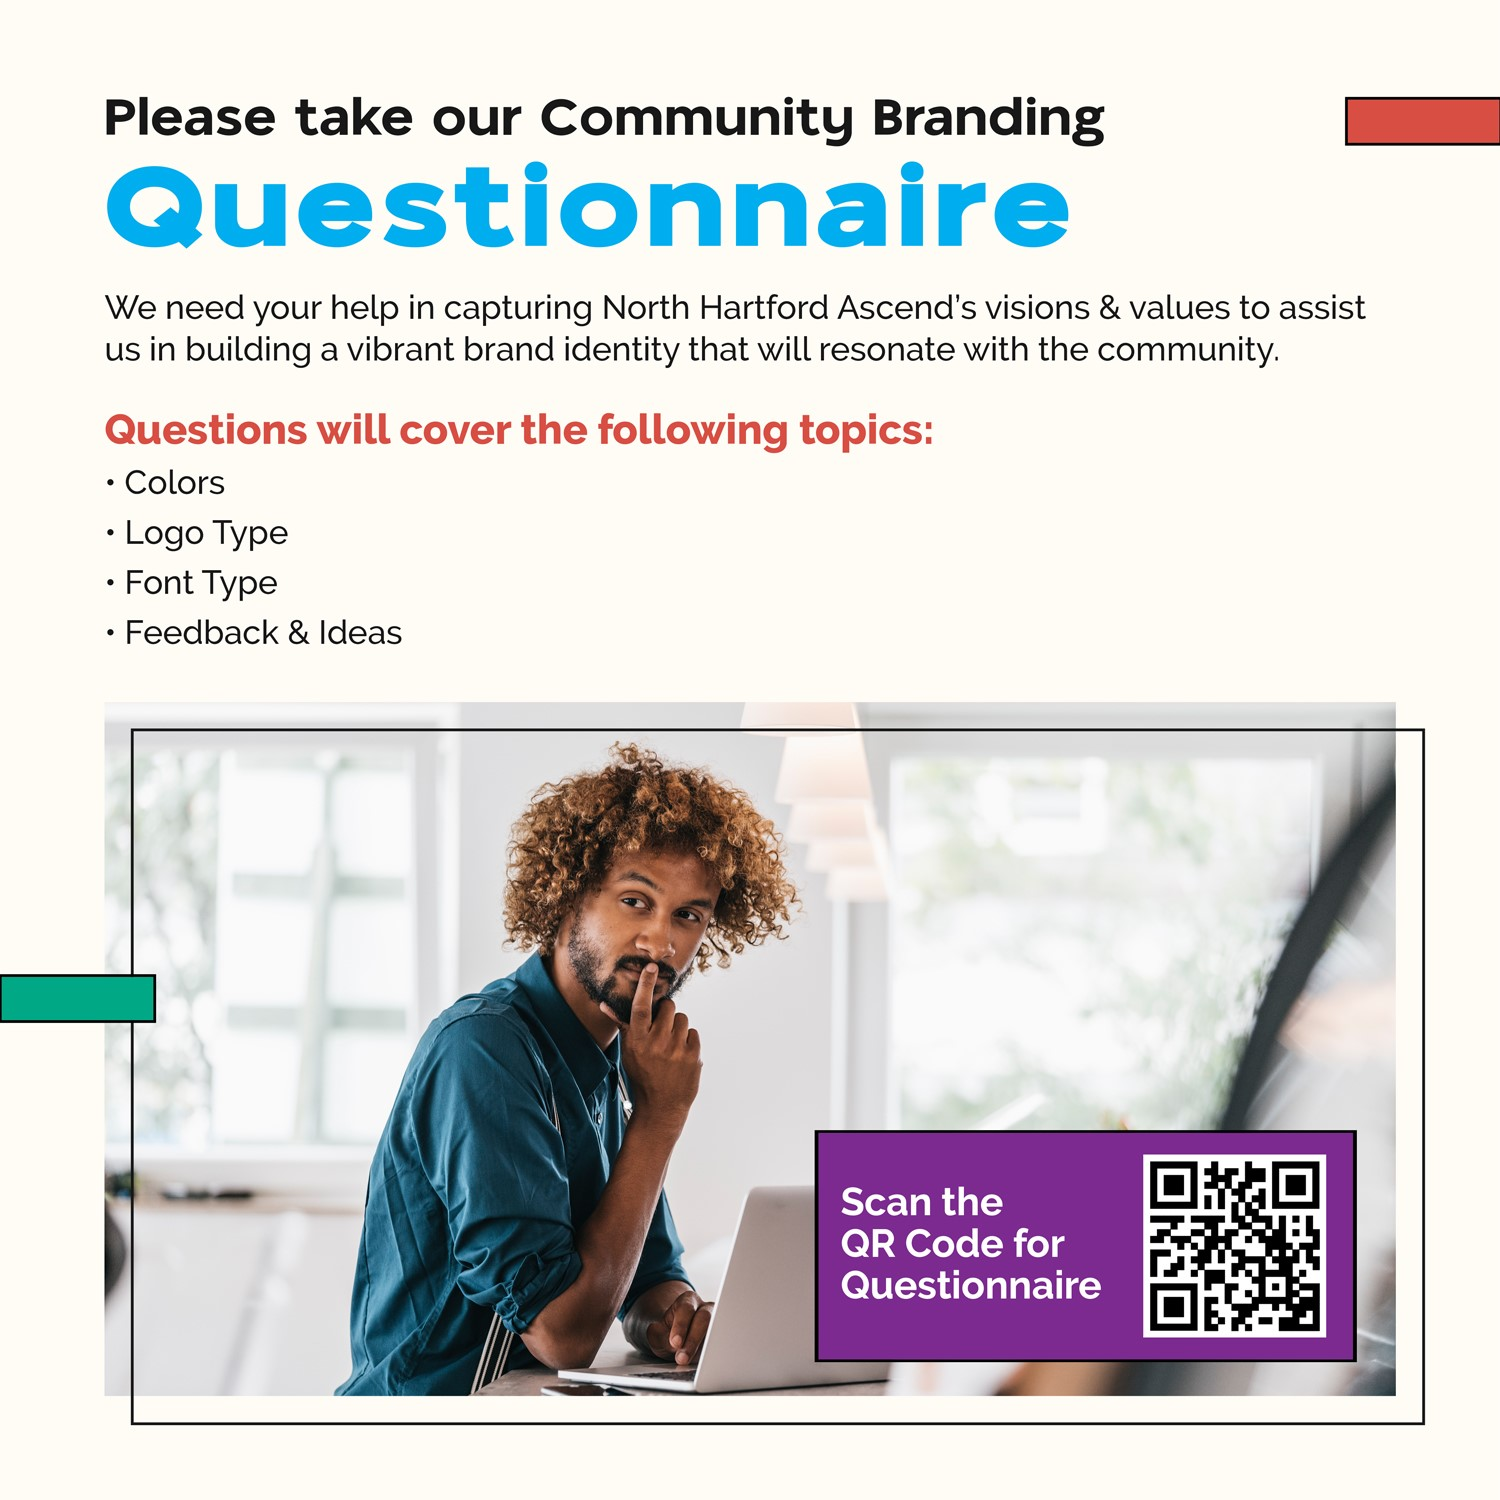 Please take our Community Branding
Questionnaire
We need your help in capturing North Hartford Ascend’s visions & values to assist
us in building a vibrant brand identity that will resonate with the community.
Questions will cover the following topics:
• Colors
• Logo Type
• Font Type
• Feedback & Ideas
Scan the
QR Code for
Questionnaire